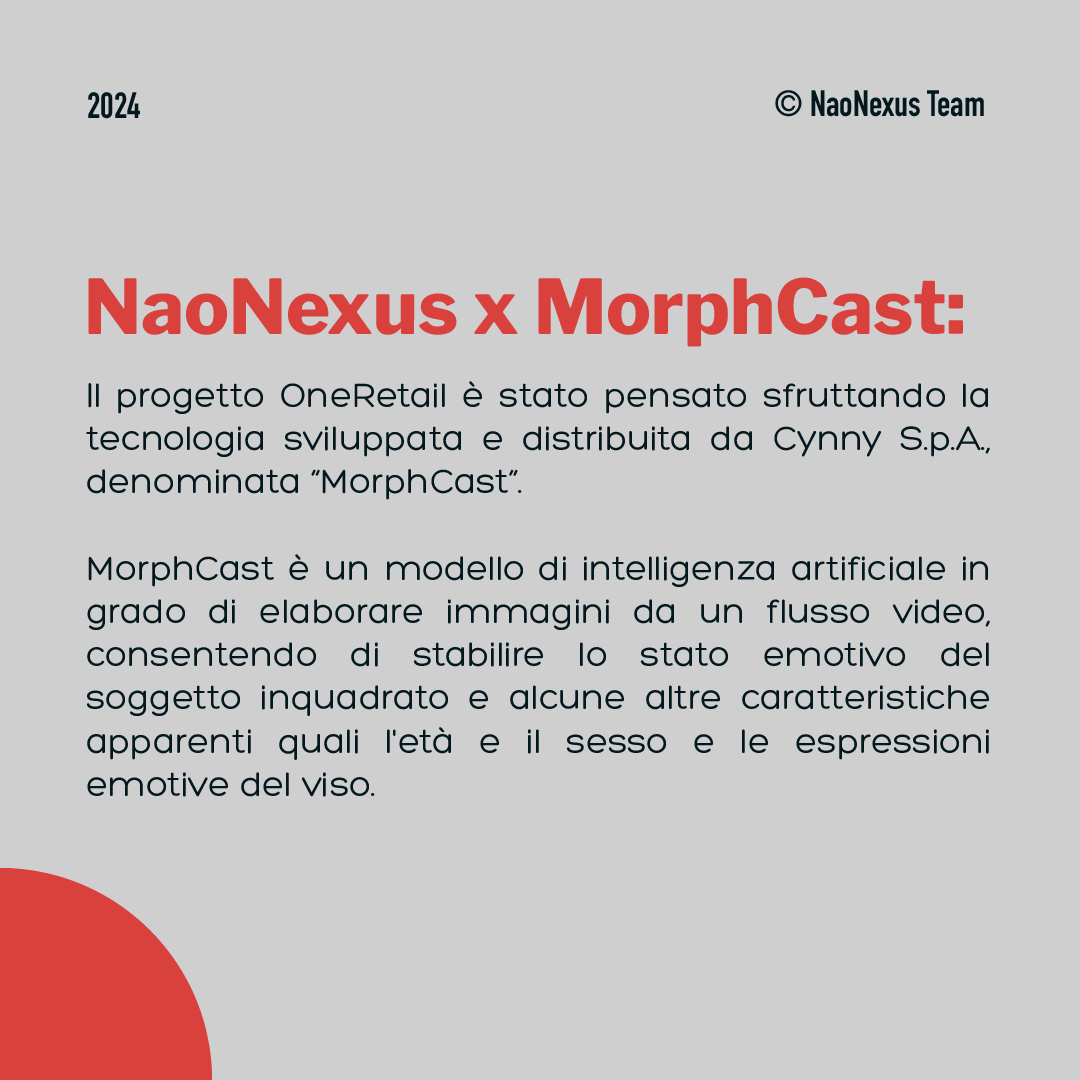 2024
© NaoNexus Team
NaoNexus x MorphCast:
Il progetto OneRetail è stato pensato sfruttando la
tecnologia sviluppata e distribuita da Cynny S.p.A.,
denominata “MorphCast”.
MorphCast è un modello di intelligenza artificiale in
grado di elaborare immagini da un flusso video,
consentendo di stabilire lo stato emotivo del
soggetto inquadrato e alcune altre caratteristiche
apparenti quali l'età e il sesso e le espressioni
emotive del viso.